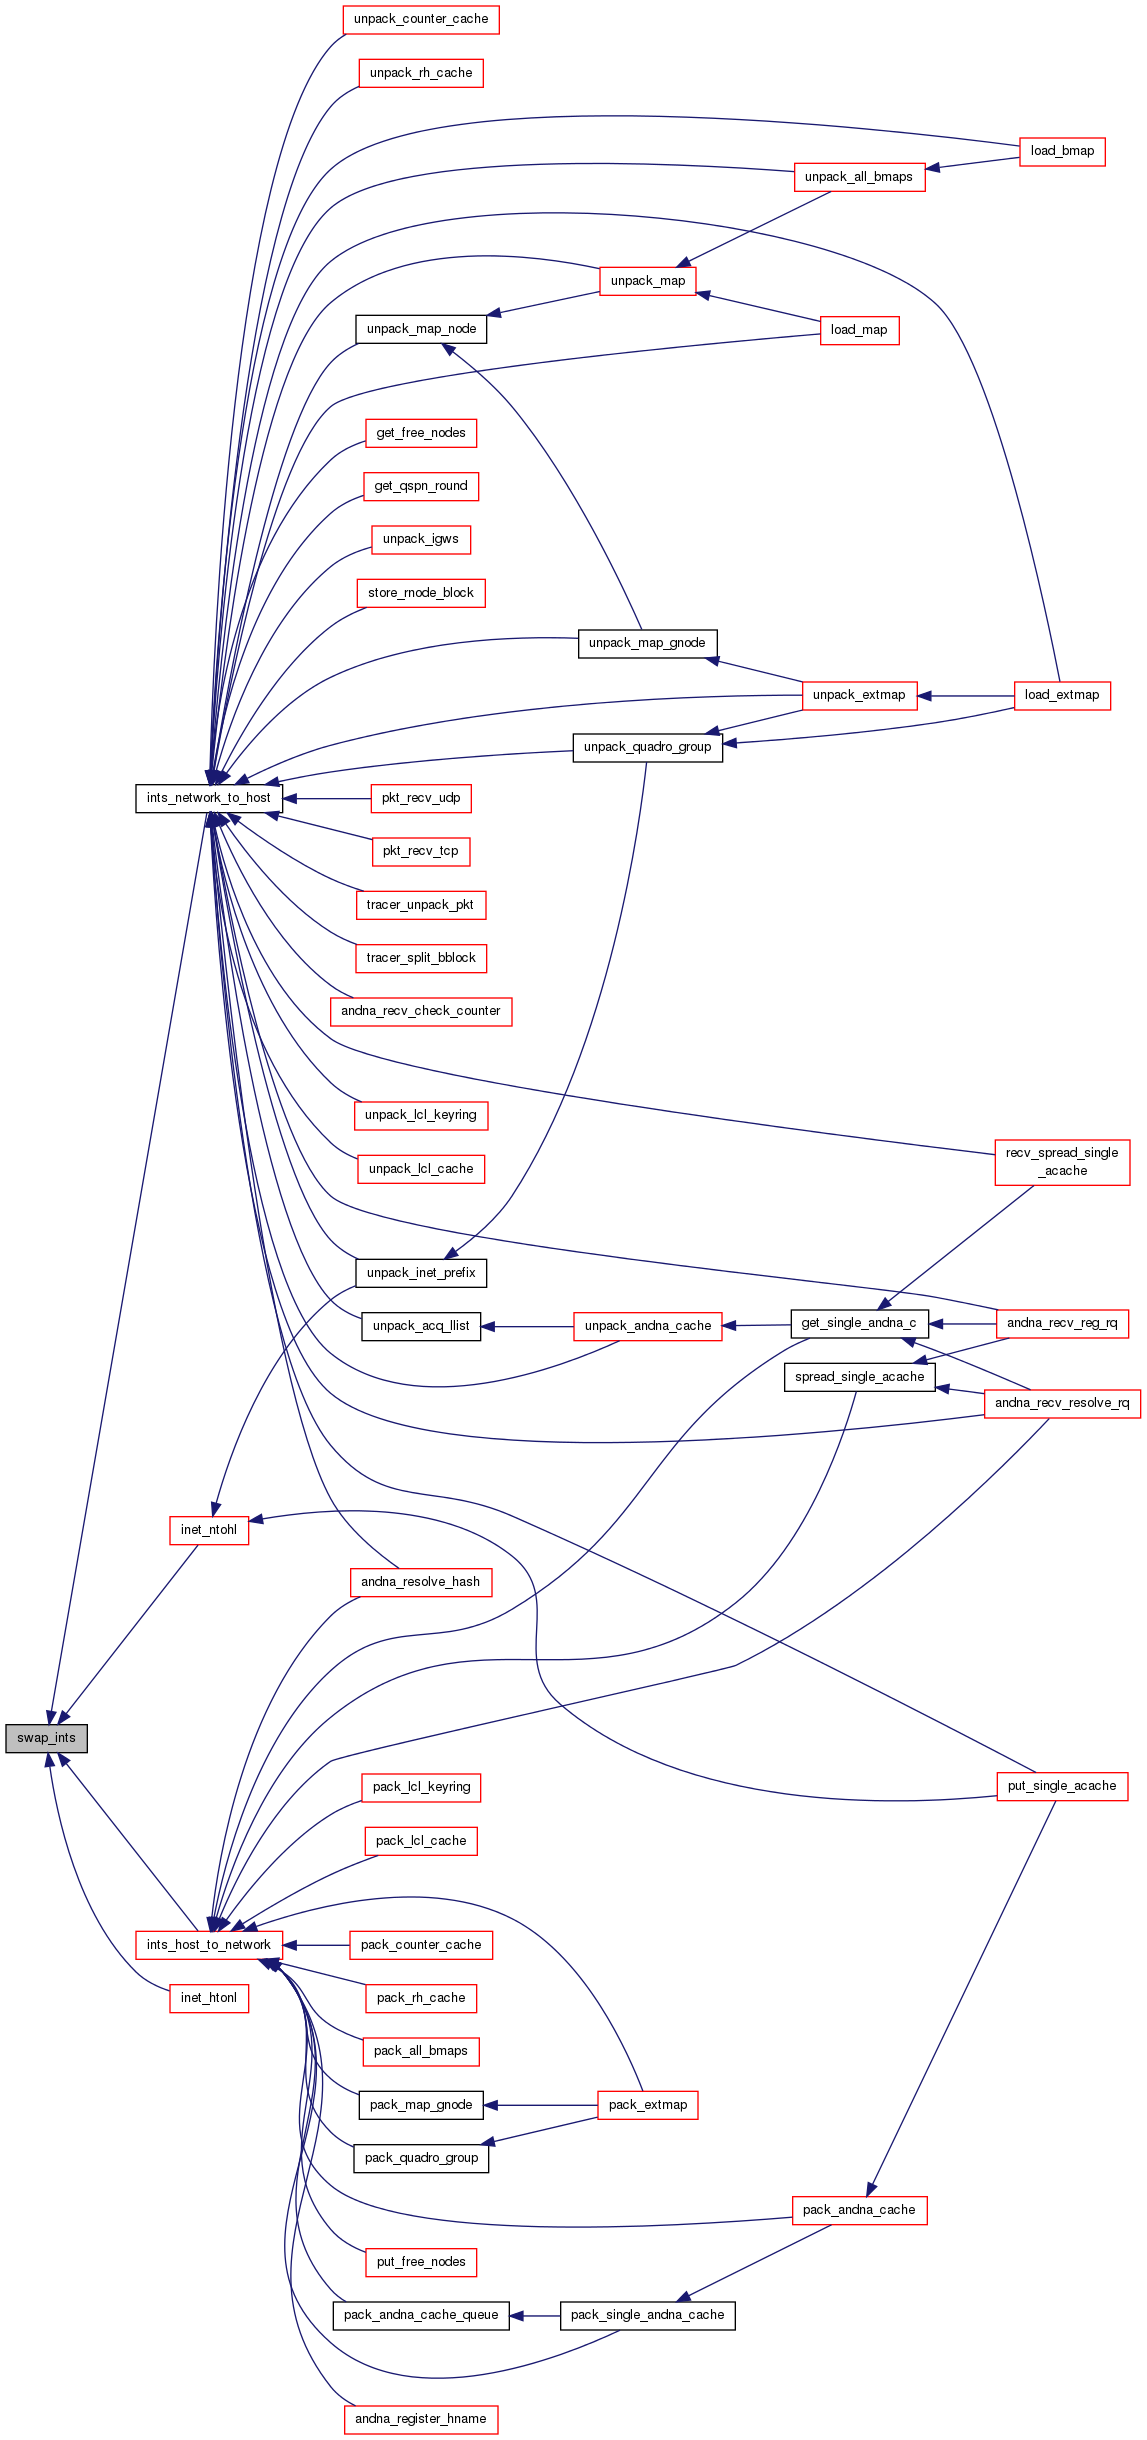 unpack_counter_cache
unpack_rh_cache
load_bmap
unpack_all_bmaps
unpack_map
unpack_map_node
load_map
get_free_nodes
get_qspn_round
unpack_igws
store_rnode_block
unpack_map_gnode
unpack_extmap
load_extmap
unpack_quadro_group
ints_network_to_host
pkt_recv_udp
pkt_recv_tcp
tracer_unpack_pkt
tracer_split_bblock
andna_recv_check_counter
unpack_lcl_keyring
recv_spread_single
_acache
unpack_lcl_cache
unpack_inet_prefix
unpack_acq_llist
unpack_andna_cache
get_single_andna_c
andna_recv_reg_rq
spread_single_acache
andna_recv_resolve_rq
inet_ntohl
andna_resolve_hash
swap_ints
pack_lcl_keyring
put_single_acache
pack_lcl_cache
ints_host_to_network
pack_counter_cache
inet_htonl
pack_rh_cache
pack_all_bmaps
pack_map_gnode
pack_extmap
pack_quadro_group
pack_andna_cache
put_free_nodes
pack_andna_cache_queue
pack_single_andna_cache
andna_register_hname